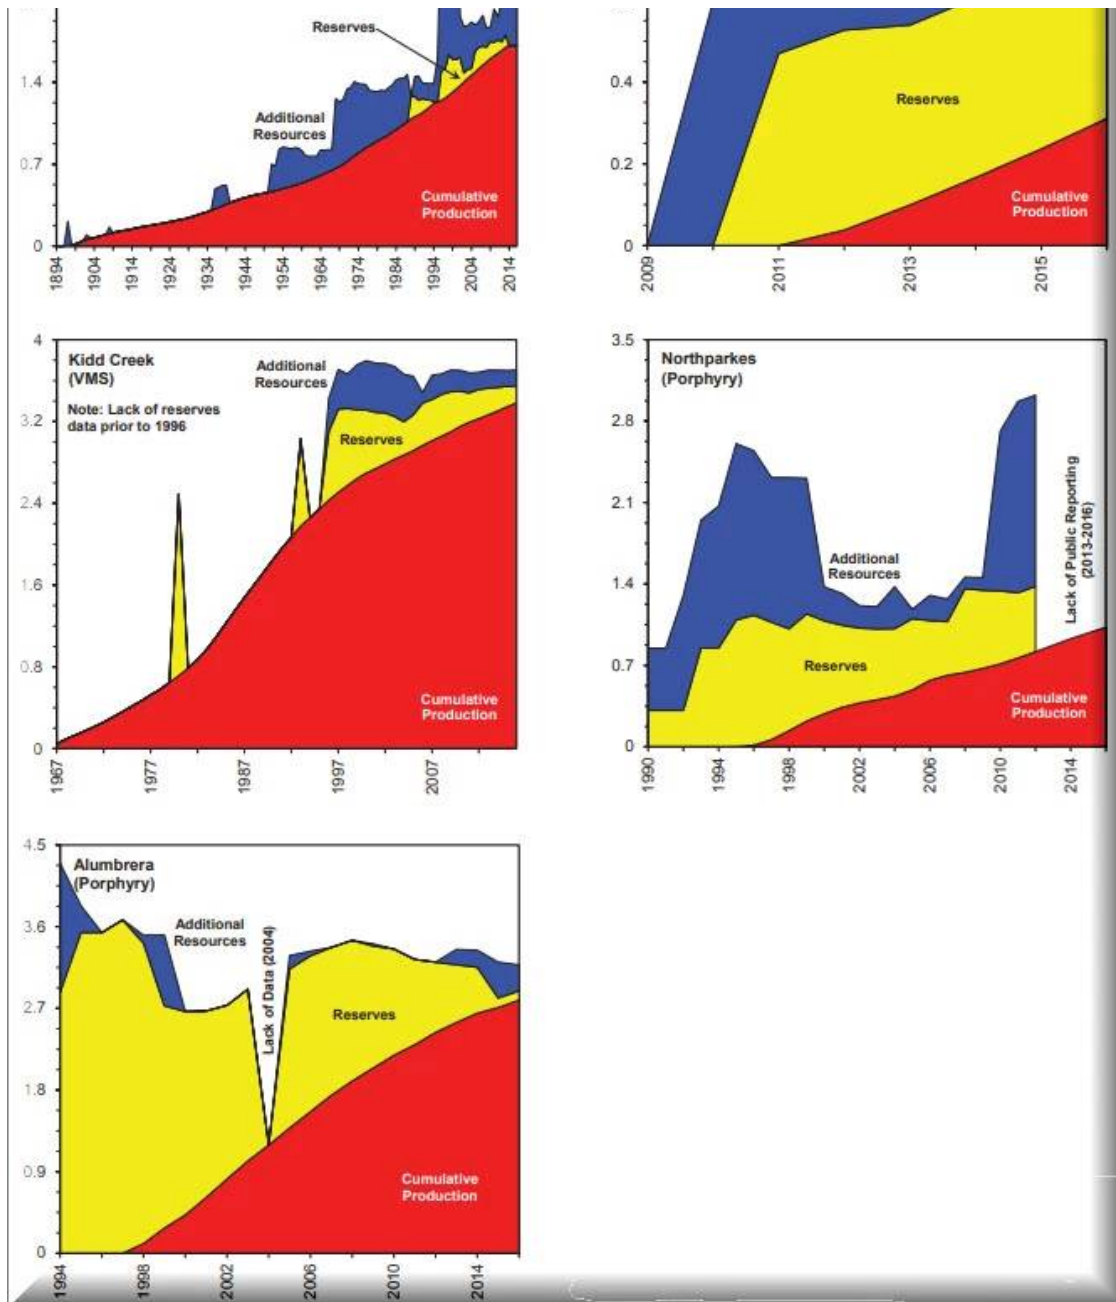 Reserves
1.4
Additional
Resources
0.7
Cumulative
Production
0
1894
1904
1914
1924
1934
1944
1954
1964
1974
1984
1994
2004
2014
0.4
Reserves
0.2
Cumulative
Production
0
2009
2011
2013
2015
4
Kidd Creek
(VMS)
Note: Lack of reserves
data prior to 1996
Additional
Resources
3.2
Reserves
2.4
1.6
0.8
Cumulative
Production
0
1967
1977
1987
1997
2007
3.5
Northparkes
(Porphyry)
2.8
2.1
Lack of Public Reporting
(2013-2016)
Additional
Resources
1.4
Reserves
0.7
Cumulative
Production
0
1990
1994
1998
2002
2006
2010
2014
4.5
Alumbrera
(Porphyry)
3.6
Additional
Resources
Lack of Data (2004)
2.7
Reserves
1.8
0.9
Cumulative
Production
0
1994
1998
2002
2006
2010
2014